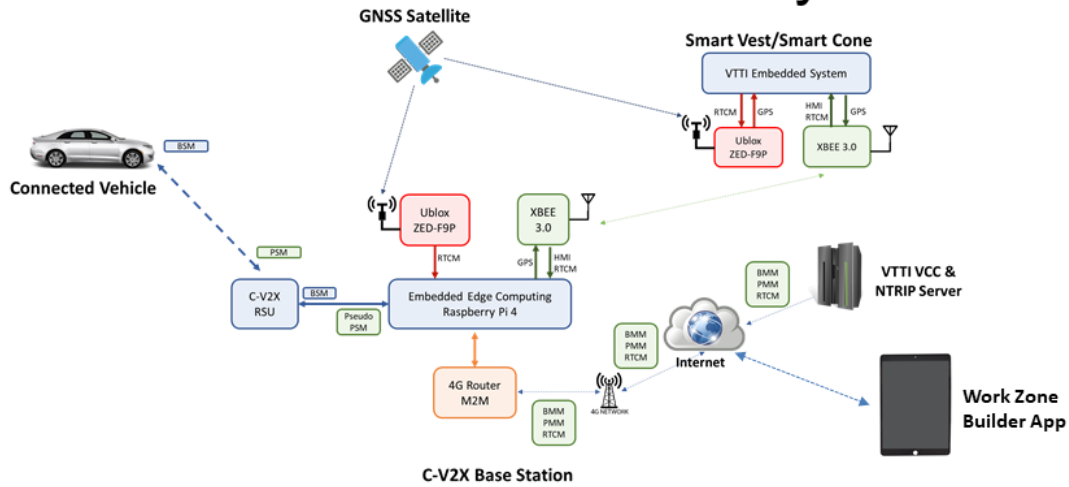 GNSS Satellite
Smart Vest/Smart Cone
VTTI Embedded System
RTCM
GPS
HMI
RTCM
GPS
Ublox
ZED-F9P
XBEE 3.0
BSM
Connected Vehicle
Ublox
ZED-F9P
XBEE
3.0
PSM
RTCM
GPS
HMI
RTCM
C-V2X
RSU
BSM
Pseudo
PSM
Embedded Edge Computing
Raspberry Pi 4
BMM
PMM
RTCM
VTTI VCC &
NTRIP Server
BMM
PMM
RTCM
Internet
4G Router
M2M
4G NETWORK
BMM
PMM
RTCM
Work Zone
Builder App
C-V2X Base Station